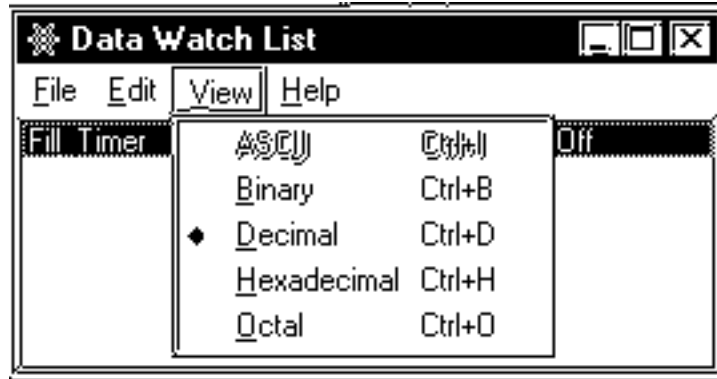 Data Watch List
File Edit View Help
Fill Timer Off
ASCII Ctrl+I
Binary Ctrl+B
Decimal Ctrl+D
Hexadecimal Ctrl+H
Octal Ctrl+O